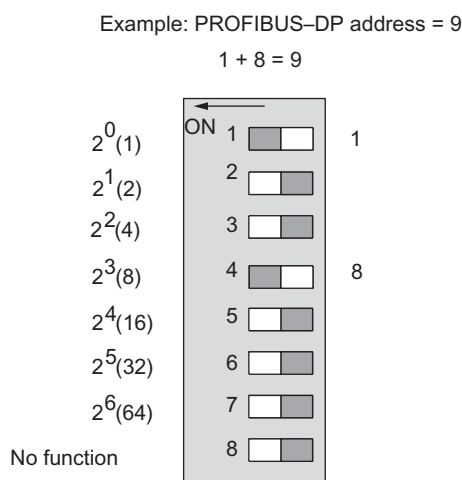 Example: PROFIBUS–DP address = 9
1 + 8 = 9
ON
2^0(1) 1 1
2^1(2) 2
2^2(4) 3
2^3(8) 4 8
2^4(16) 5
2^5(32) 6
2^6(64) 7
No function 8